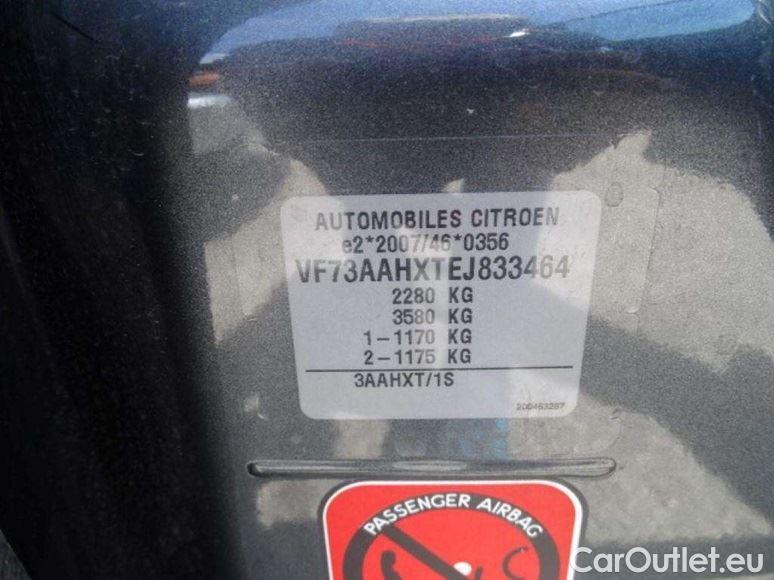 AUTOMOBILES CITROEN
e2*2007/46*0356
VF73AAHXTEJ833464
2280 KG
3580 KG
1-1170 KG
2-1175 KG
3AAHXT/1S
200463287
PASSENGER AIRBAG
CarOutlet.eu